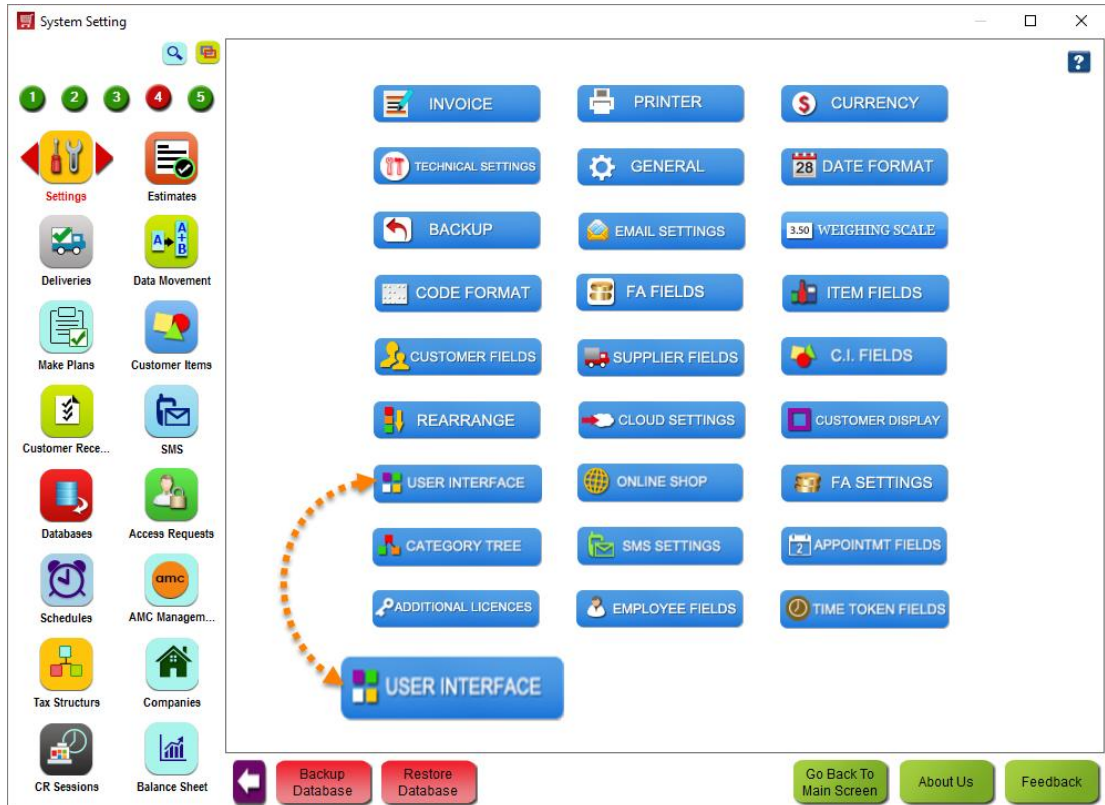 System Setting
1 2 3 4 5
Settings
Estimates
Deliveries
Data Movement
Make Plans
Customer Items
Customer Rece...
SMS
Databases
Access Requests
Schedules
amc
AMC Managem...
Tax Structurs
Companies
CR Sessions
Balance Sheet
A
A
+
B
B
?
INVOICE
PRINTER
$ CURRENCY
TECHNICAL SETTINGS
GENERAL
28 DATE FORMAT
BACKUP
EMAIL SETTINGS
3.50 WEIGHING SCALE
CODE FORMAT
FA FIELDS
ITEM FIELDS
CUSTOMER FIELDS
SUPPLIER FIELDS
C.I. FIELDS
REARRANGE
CLOUD SETTINGS
CUSTOMER DISPLAY
USER INTERFACE
ONLINE SHOP
FA SETTINGS
CATEGORY TREE
SMS SETTINGS
2 APPOINTMT FIELDS
ADDITIONAL LICENCES
EMPLOYEE FIELDS
TIME TOKEN FIELDS
USER INTERFACE
Backup
Database
Restore
Database
Go Back To
Main Screen
About Us
Feedback